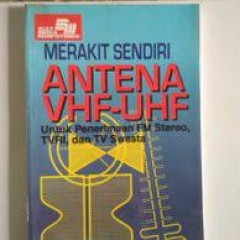 MERAKIT SENDIRI
ANTENA
VHF-UHF
Untuk Penerimaan FM Stereo,
TVRI, dan TV Swasta